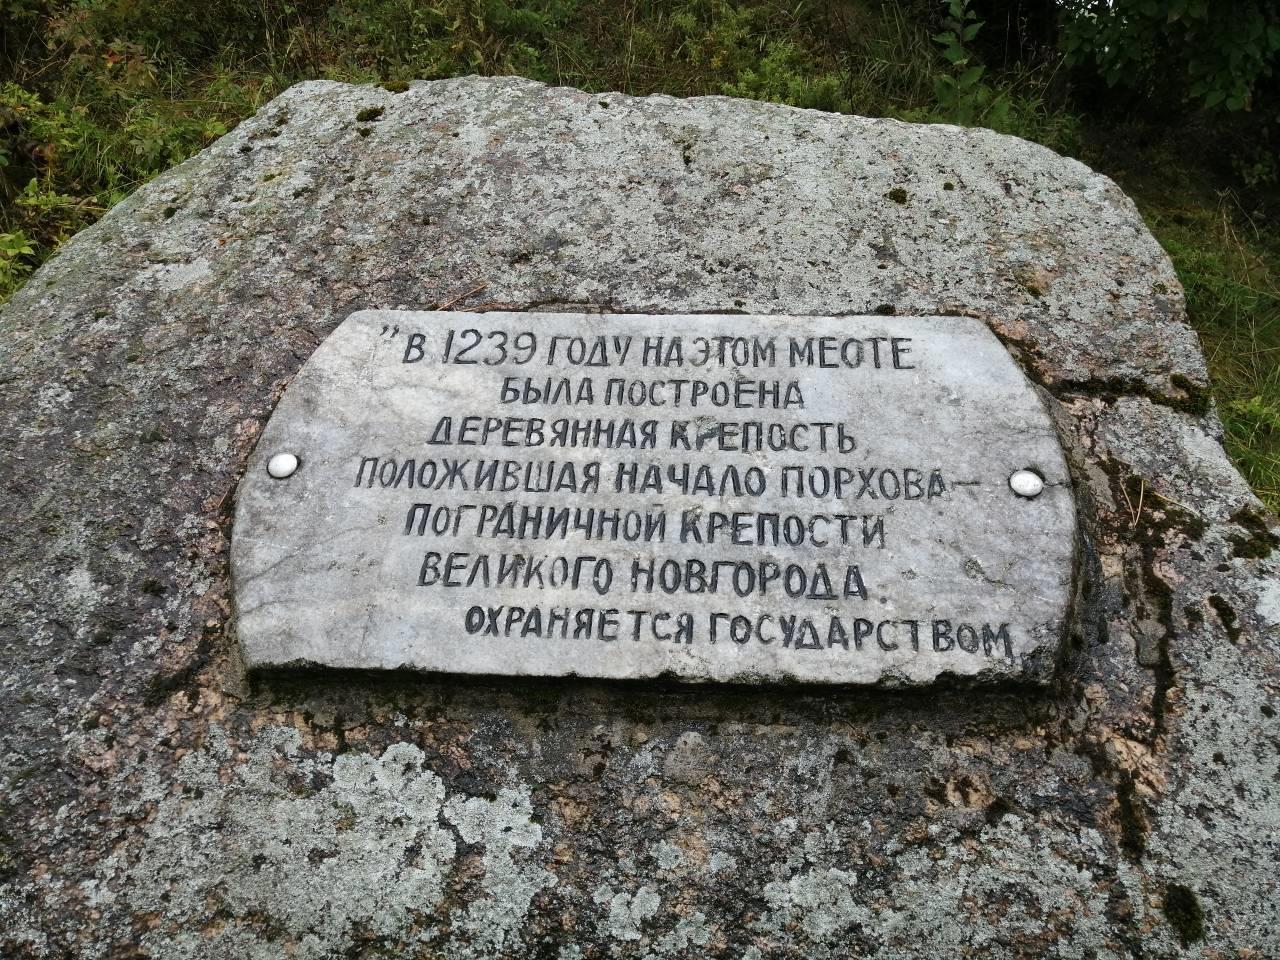 "В 1239 ГОДУ НА ЭТОМ МЕОТЕ
БЫЛА ПОСТРОЕНА
ДЕРЕВЯННАЯ КРЕПОСТЬ,
ПОЛОЖИВШАЯ НАЧАЛО ПОРХОВА—
ПОГРАНИЧНОЙ КРЕПОСТИ
ВЕЛИКОГО НОВГОРОДА.
ОХРАНЯЕТСЯ ГОСУДАРСТВОМ